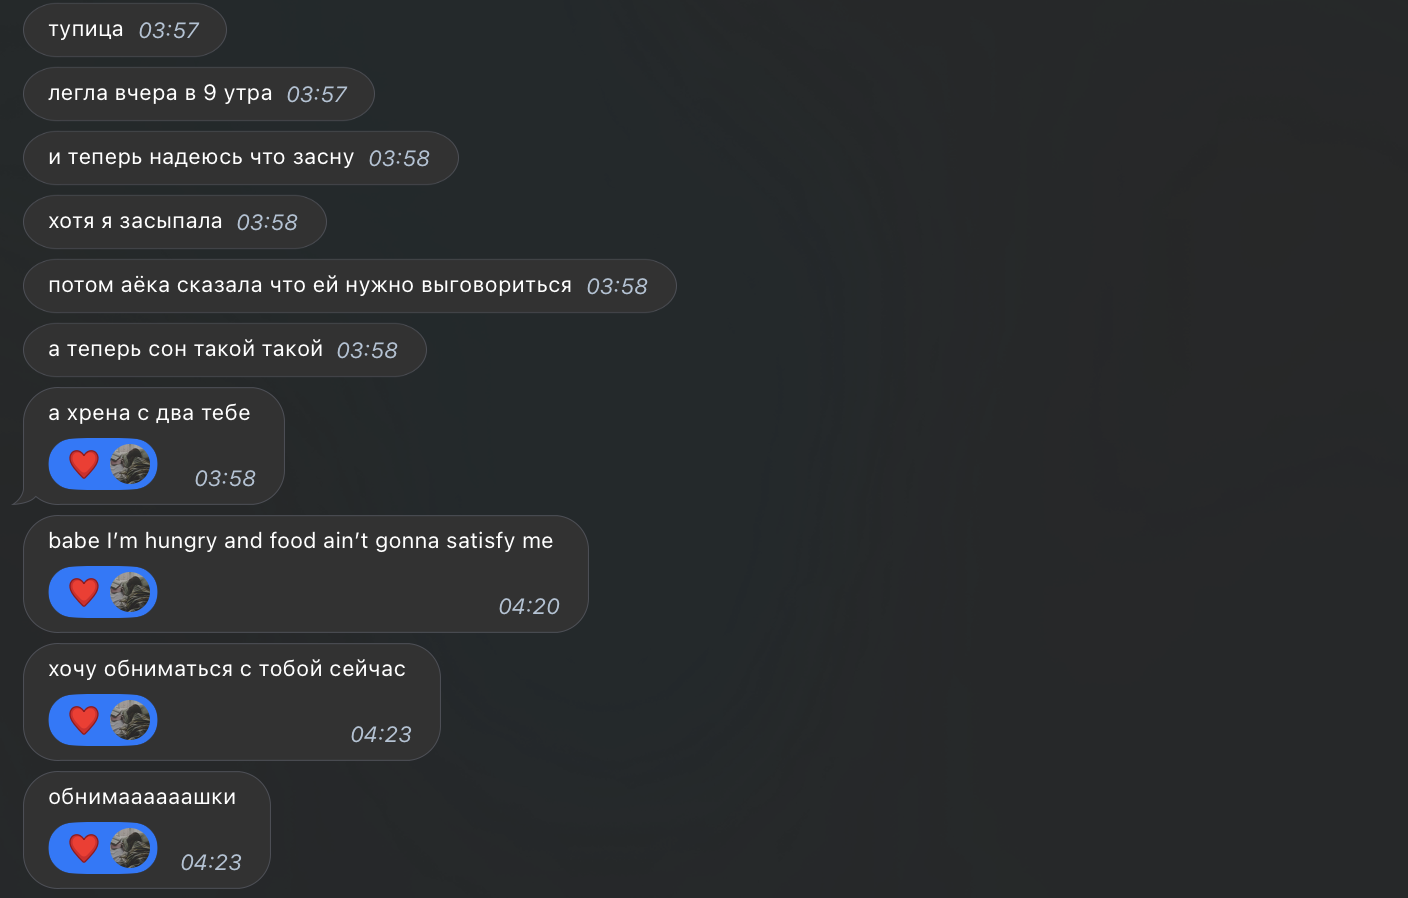 тупица 03:57
легла вчера в 9 утра 03:57
и теперь надеюсь что засну 03:58
хотя я засыпала 03:58
потом аёка сказала что ей нужно выговориться 03:58
а теперь сон такой такой 03:58
а хрена с два тебе
03:58
babe I’m hungry and food ain’t gonna satisfy me
04:20
хочу обниматься с тобой сейчас
04:23
обнимаааааашки
04:23